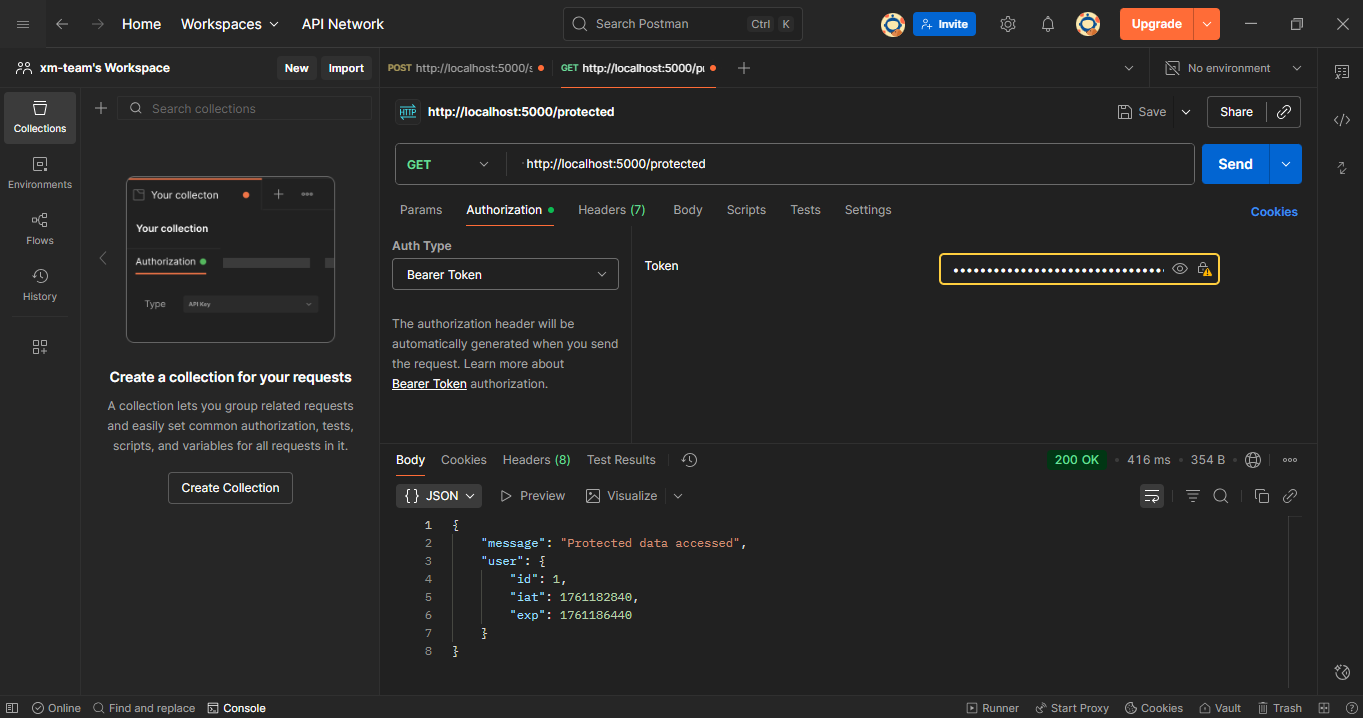 Home Workspaces API Network Search Postman Ctrl K Invite Upgrade
xm-team's Workspace New Import POST http://localhost:5000/s GET http://localhost:5000/pr No environment
Collections
Environments
Flows
History
Search collections
Your collecton
Your collection
Authorization
Type API Key
Create a collection for your requests
A collection lets you group related requests
and easily set common authorization, tests,
scripts, and variables for all requests in it.
Create Collection
HTTP http://localhost:5000/protected Save Share
GET http://localhost:5000/protected Send
Params Authorization Headers (7) Body Scripts Tests Settings Cookies
Auth Type
Bearer Token
The authorization header will be
automatically generated when you send
the request. Learn more about
Bearer Token authorization.
Token ••••••••••••••••••••••••••••••••
Body Cookies Headers (8) Test Results 200 OK • 416 ms • 354 B
{} JSON Preview Visualize
1 {
2 "message": "Protected data accessed",
3 "user": {
4 "id": 1,
5 "iat": 1761182840,
6 "exp": 1761186440
7 }
8 }
Online Find and replace Console Runner Start Proxy Cookies Vault Trash